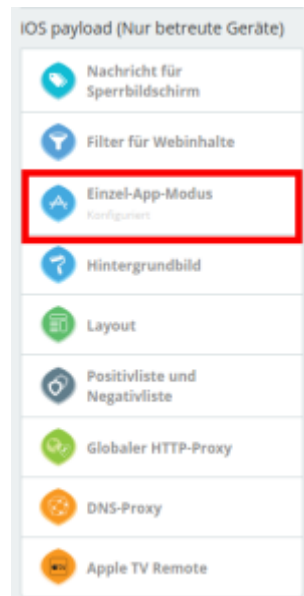 iOS payload (Nur betreute Geräte)
Nachricht für
Sperrbildschirm
Filter für Webinhalte
Einzel-App-Modus
Konfiguriert
Hintergrundbild
Layout
Positivliste und
Negativliste
Globaler HTTP-Proxy
DNS-Proxy
Apple TV Remote